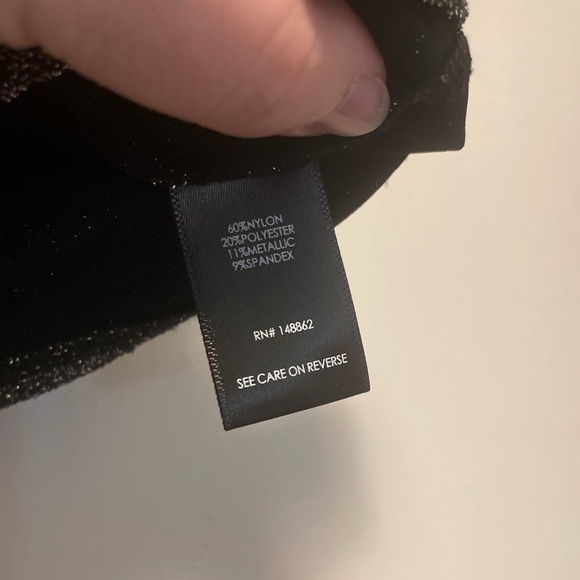 60%NYLON
20%POLYESTER
11%METALLIC
9%SPANDEX
RN# 148862
SEE CARE ON REVERSE